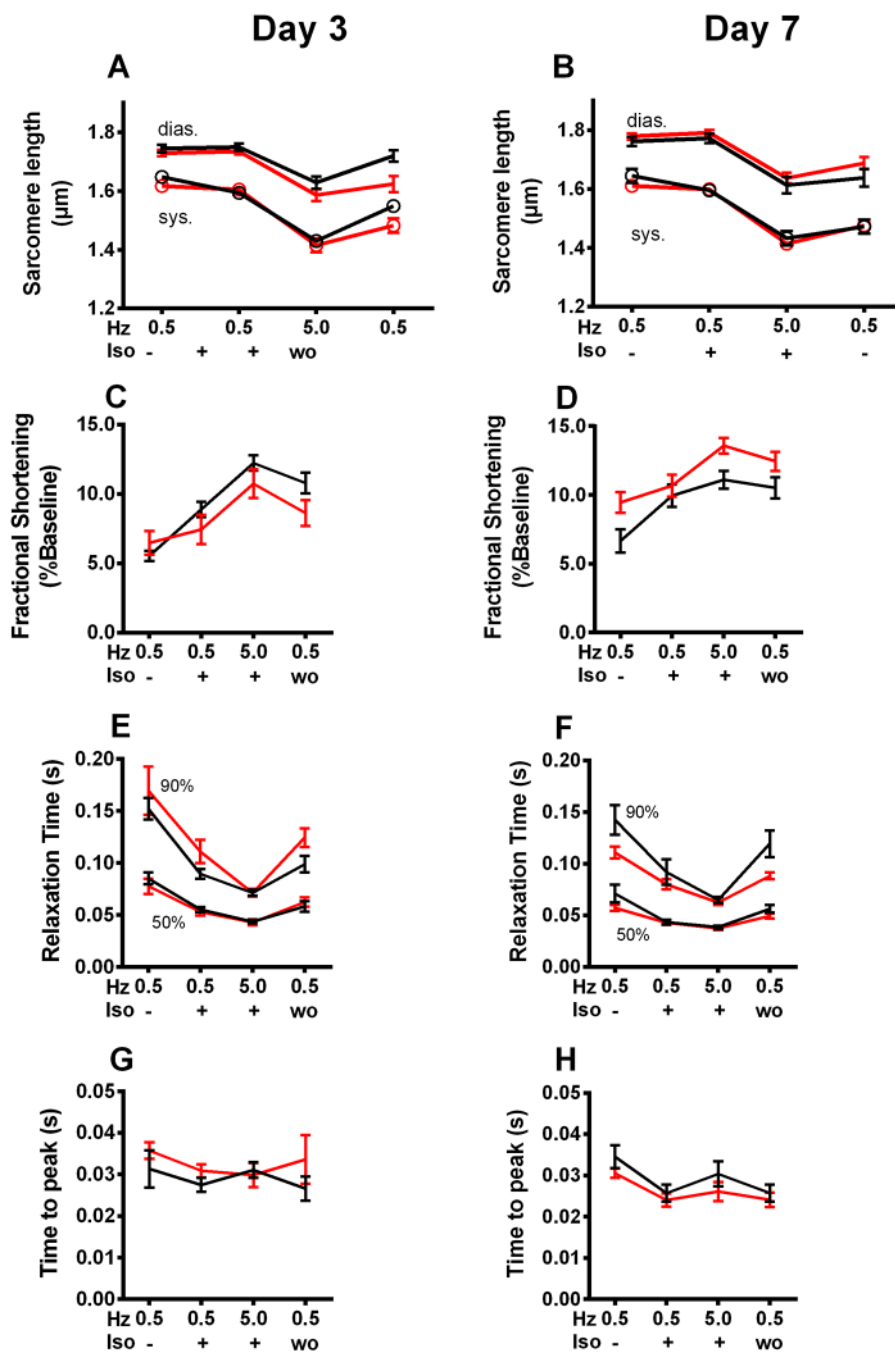 Day 3
Day 7
A
Sarcomere length
(µm)
1.8
1.6
1.4
1.2
dias.
sys.
Hz 0.5 0.5 5.0 0.5
Iso - + + wo
B
Sarcomere length
(µm)
1.8
1.6
1.4
1.2
dias.
sys.
Hz 0.5 0.5 5.0 0.5
Iso - + + -
C
Fractional Shortening
(%Baseline)
15.0
10.0
5.0
0.0
Hz 0.5 0.5 5.0 0.5
Iso - + + wo
D
Fractional Shortening
(%Baseline)
15.0
10.0
5.0
0.0
Hz 0.5 0.5 5.0 0.5
Iso - + + wo
E
Relaxation Time (s)
0.20
0.15
0.10
0.05
0.00
90%
50%
Hz 0.5 0.5 5.0 0.5
Iso - + + wo
F
Relaxation Time (s)
0.20
0.15
0.10
0.05
0.00
90%
50%
Hz 0.5 0.5 5.0 0.5
Iso - + + wo
G
Time to peak (s)
0.05
0.04
0.03
0.02
0.01
0.00
Hz 0.5 0.5 5.0 0.5
Iso - + + wo
H
Time to peak (s)
0.05
0.04
0.03
0.02
0.01
0.00
Hz 0.5 0.5 5.0 0.5
Iso - + + wo